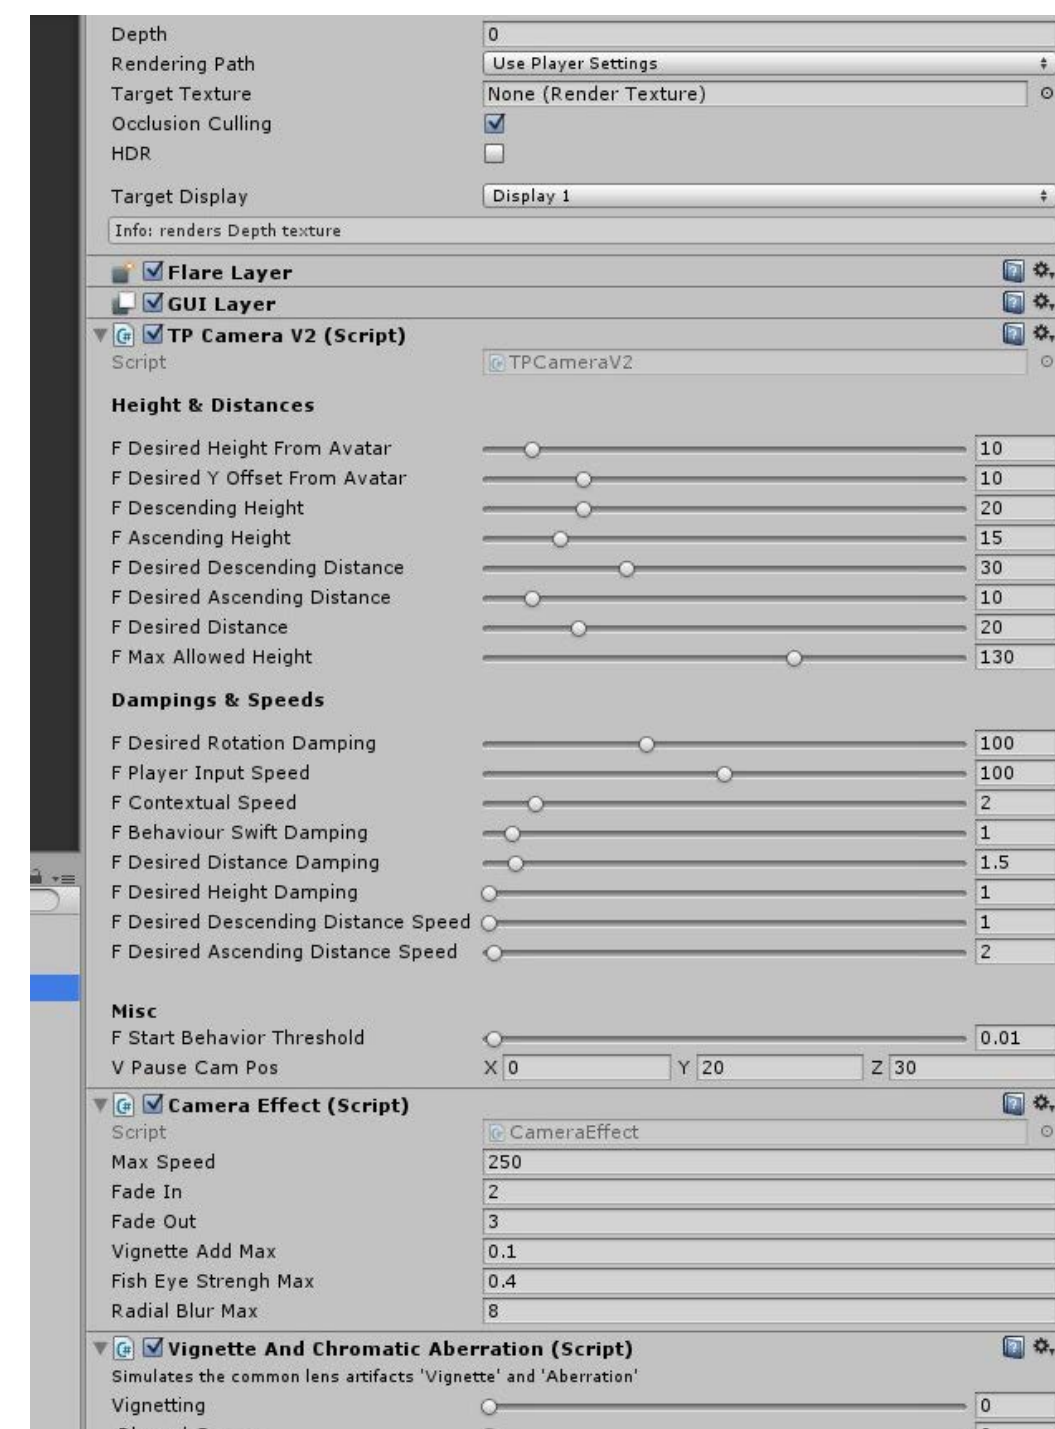 Depth 0
Rendering Path Use Player Settings
Target Texture None (Render Texture)
Occlusion Culling
HDR
Target Display Display 1
Info: renders Depth texture
Flare Layer
GUI Layer
TP Camera V2 (Script)
Script TPCameraV2
Height & Distances
F Desired Height From Avatar 10
F Desired Y Offset From Avatar 10
F Descending Height 20
F Ascending Height 15
F Desired Descending Distance 30
F Desired Ascending Distance 10
F Desired Distance 20
F Max Allowed Height 130
Dampings & Speeds
F Desired Rotation Damping 100
F Player Input Speed 100
F Contextual Speed 2
F Behaviour Swift Damping 1
F Desired Distance Damping 1.5
F Desired Height Damping 1
F Desired Descending Distance Speed 1
F Desired Ascending Distance Speed 2
Misc
F Start Behavior Threshold 0.01
V Pause Cam Pos X 0 Y 20 Z 30
Camera Effect (Script)
Script CameraEffect
Max Speed 250
Fade In 2
Fade Out 3
Vignette Add Max 0.1
Fish Eye Strengh Max 0.4
Radial Blur Max 8
Vignette And Chromatic Aberration (Script)
Simulates the common lens artifacts 'Vignette' and 'Aberration'
Vignetting 0